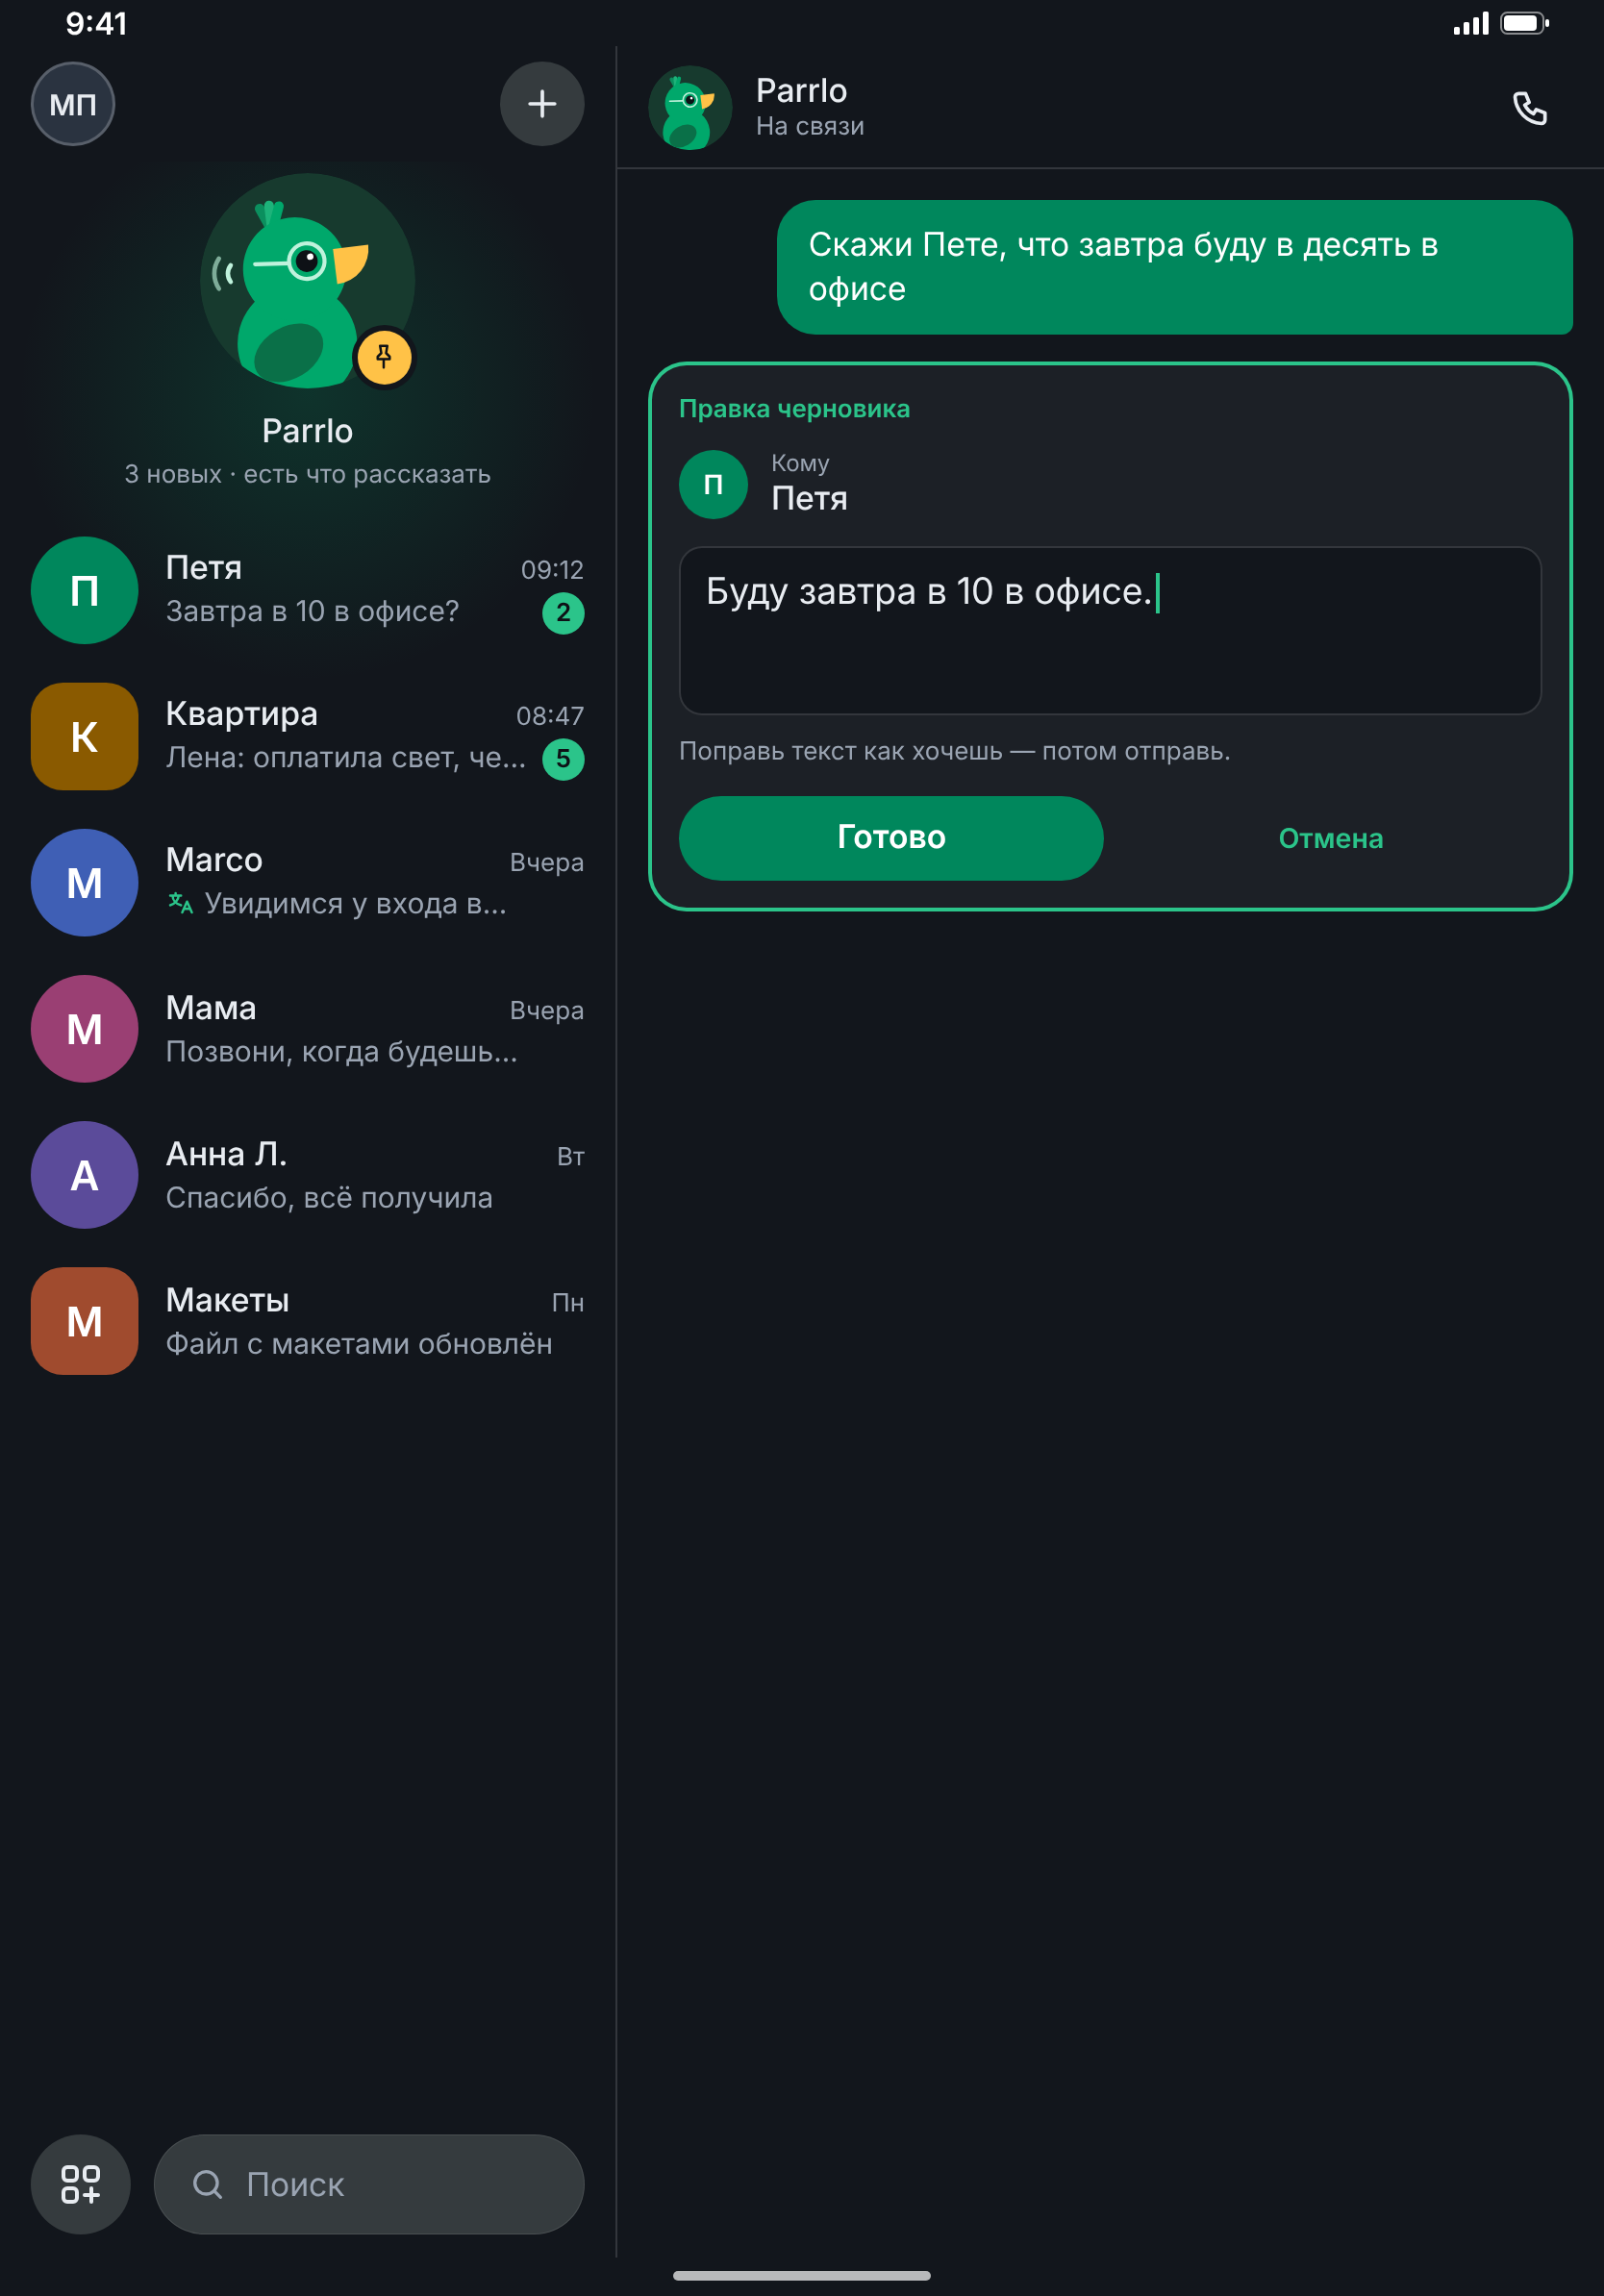 9:41
МП
Parrlo
3 новых · есть что рассказать
П
Петя
09:12
Завтра в 10 в офисе?
2
К
Квартира
08:47
Лена: оплатила свет, че...
5
M
Marco
Вчера
Увидимся у входа в...
М
Мама
Вчера
Позвони, когда будешь...
А
Анна Л.
Вт
Спасибо, всё получила
М
Макеты
Пн
Файл с макетами обновлён
Поиск
Parrlo
На связи
Скажи Пете, что завтра буду в десять в
офисе
Правка черновика
П
Кому
Петя
Буду завтра в 10 в офисе.
Поправь текст как хочешь — потом отправь.
Готово
Отмена